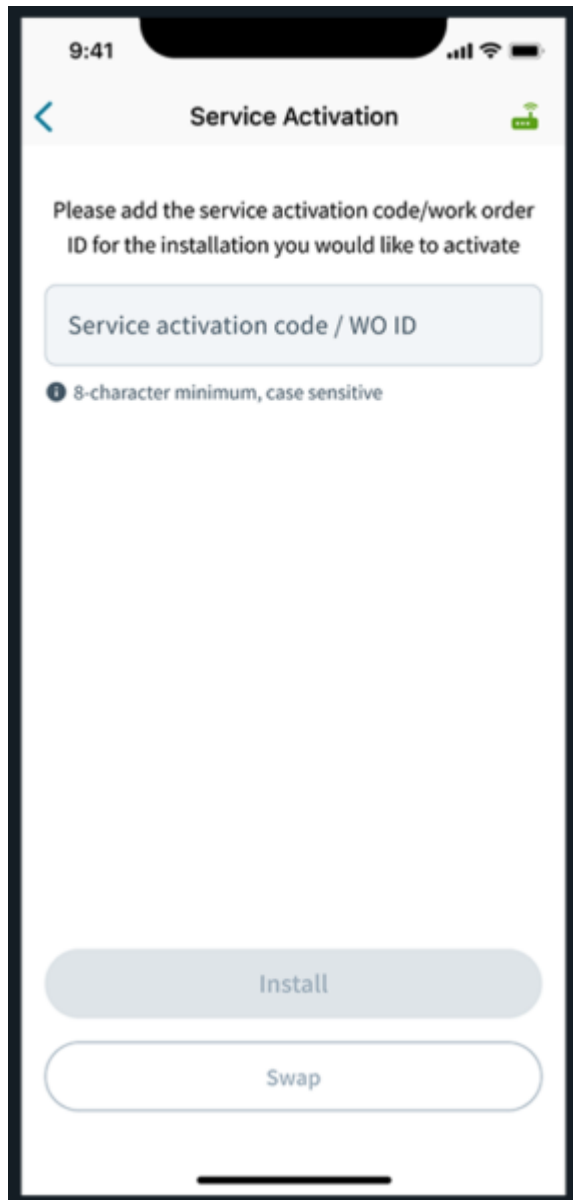 9:41
Service Activation
Please add the service activation code/work order
ID for the installation you would like to activate
Service activation code / WO ID
8-character minimum, case sensitive
Install
Swap